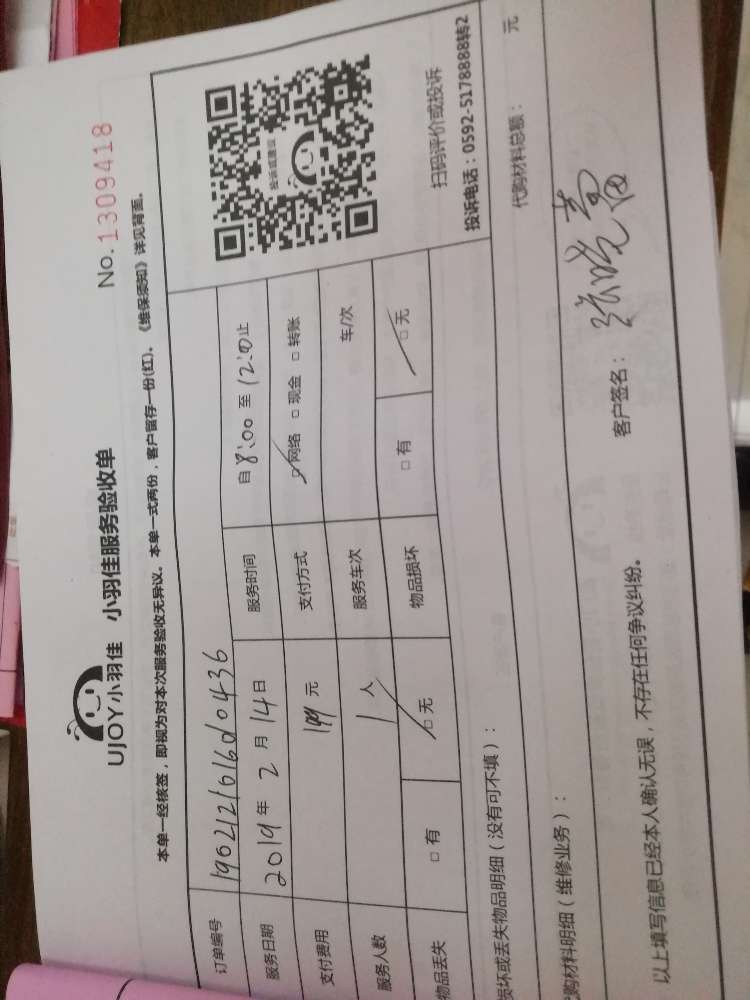 UJOY小羽佳 小羽佳服务验收单
No.1309418
本单一经核签，即视为对本次服务验收无异议。本单一式两份，客户留存一份(红)。《维保须知》详见背面。
订单编号 1902121616d0436
服务日期 2019年2月14日 服务时间 自8:00至12:00止
支付费用 199元 支付方式 □网络 □现金 □转账
服务人数 1人 服务车次 车/次
物品丢失 □有 □无 物品损坏 □有 □无
投诉或建议
扫码评价或投诉
投诉电话：0592-5178888转2
损坏或丢失物品明细（没有可不填）：
购材料明细（维修业务）： 代购材料总额： 元
以上填写信息已经本人确认无误，不存在任何争议纠纷。 客户签名：